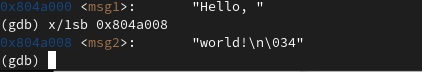 0x804a000 <msg1>: "Hello, "
(gdb) x/1sb 0x804a008
0x804a008 <msg2>: "world!\n\034"
(gdb)